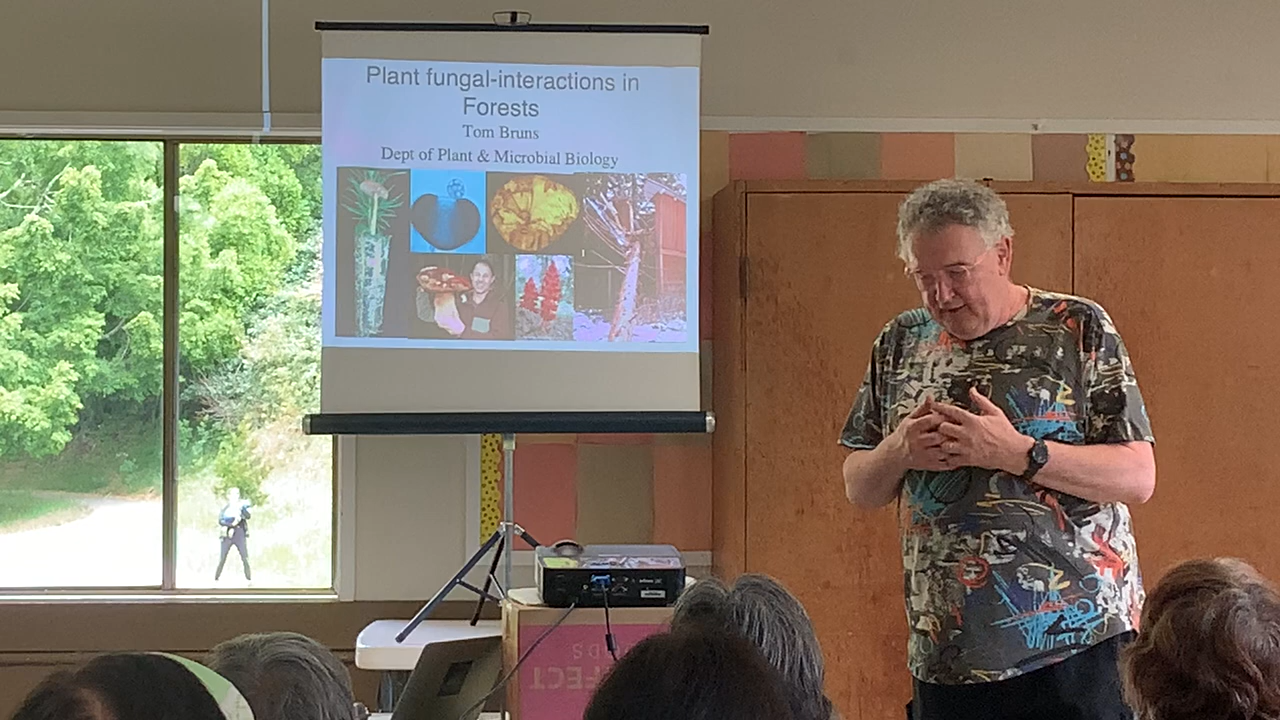 Plant fungal-interactions in
Forests
Tom Bruns
Dept of Plant & Microbial Biology